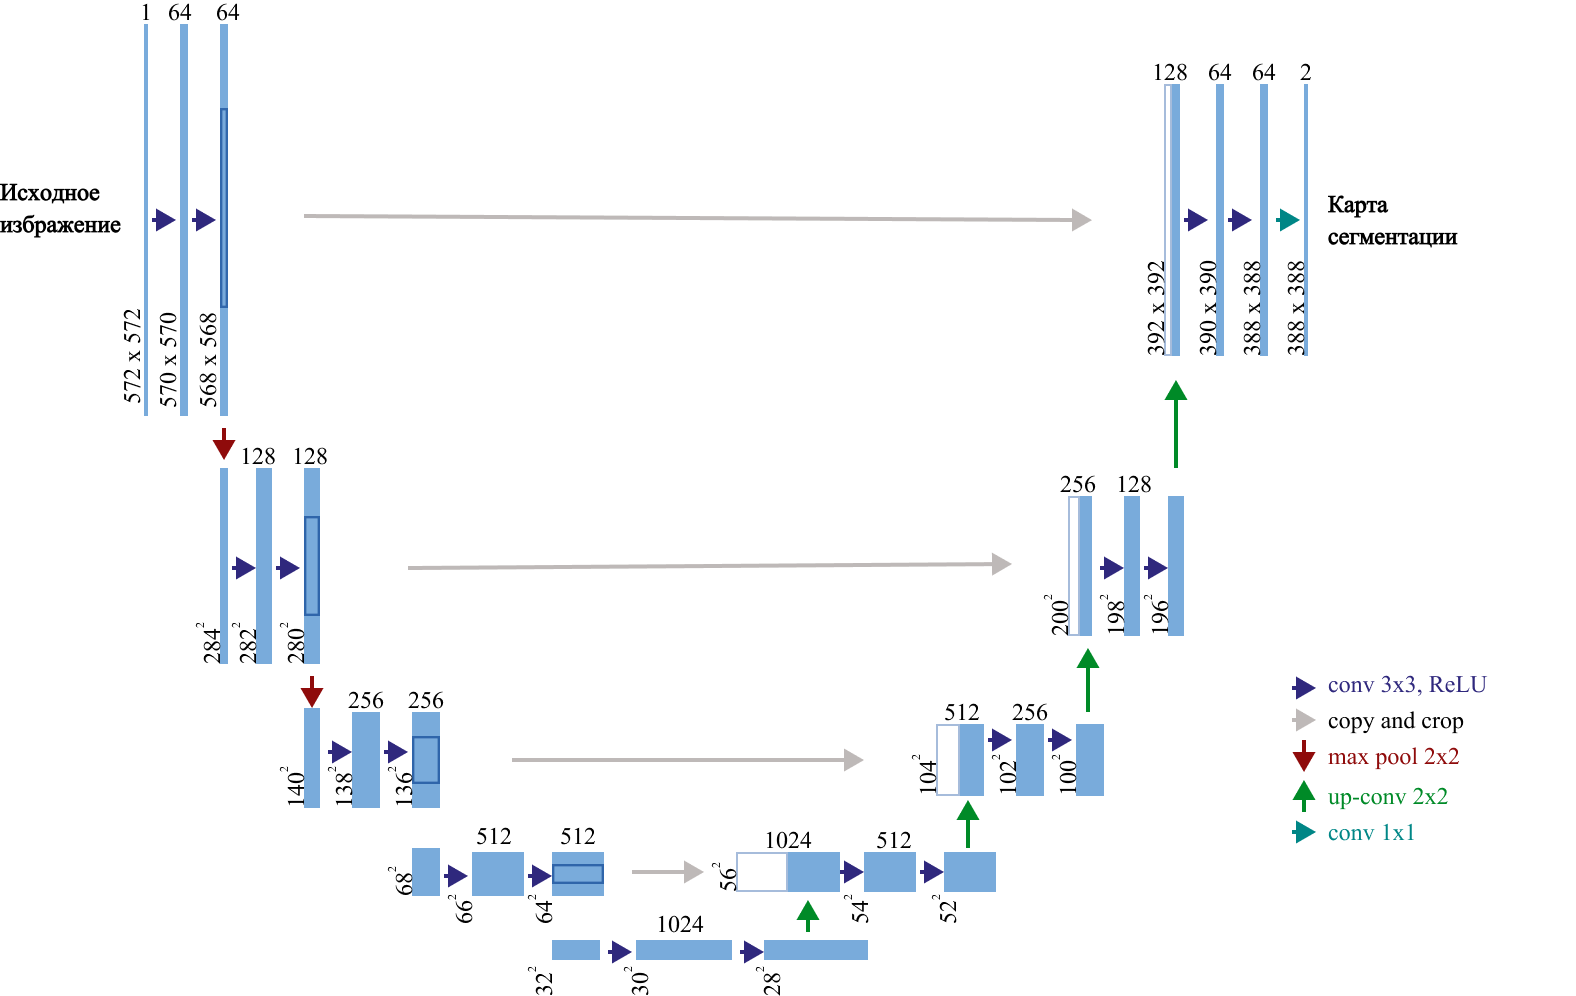 1 64 64
Исходное
избражение
572 x 572
570 x 570
568 x 568
128 64 64 2
392 x 392
390 x 390
388 x 388
388 x 388
Карта
сегментации
128 128
284²
282²
280²
256 128
200²
198²
196²
256 256
140²
138²
136²
512 256
104²
102²
100²
512 512
68²
66²
64²
1024 512
56²
54²
52²
1024
32²
30²
28²
conv 3x3, ReLU
copy and crop
max pool 2x2
up-conv 2x2
conv 1x1